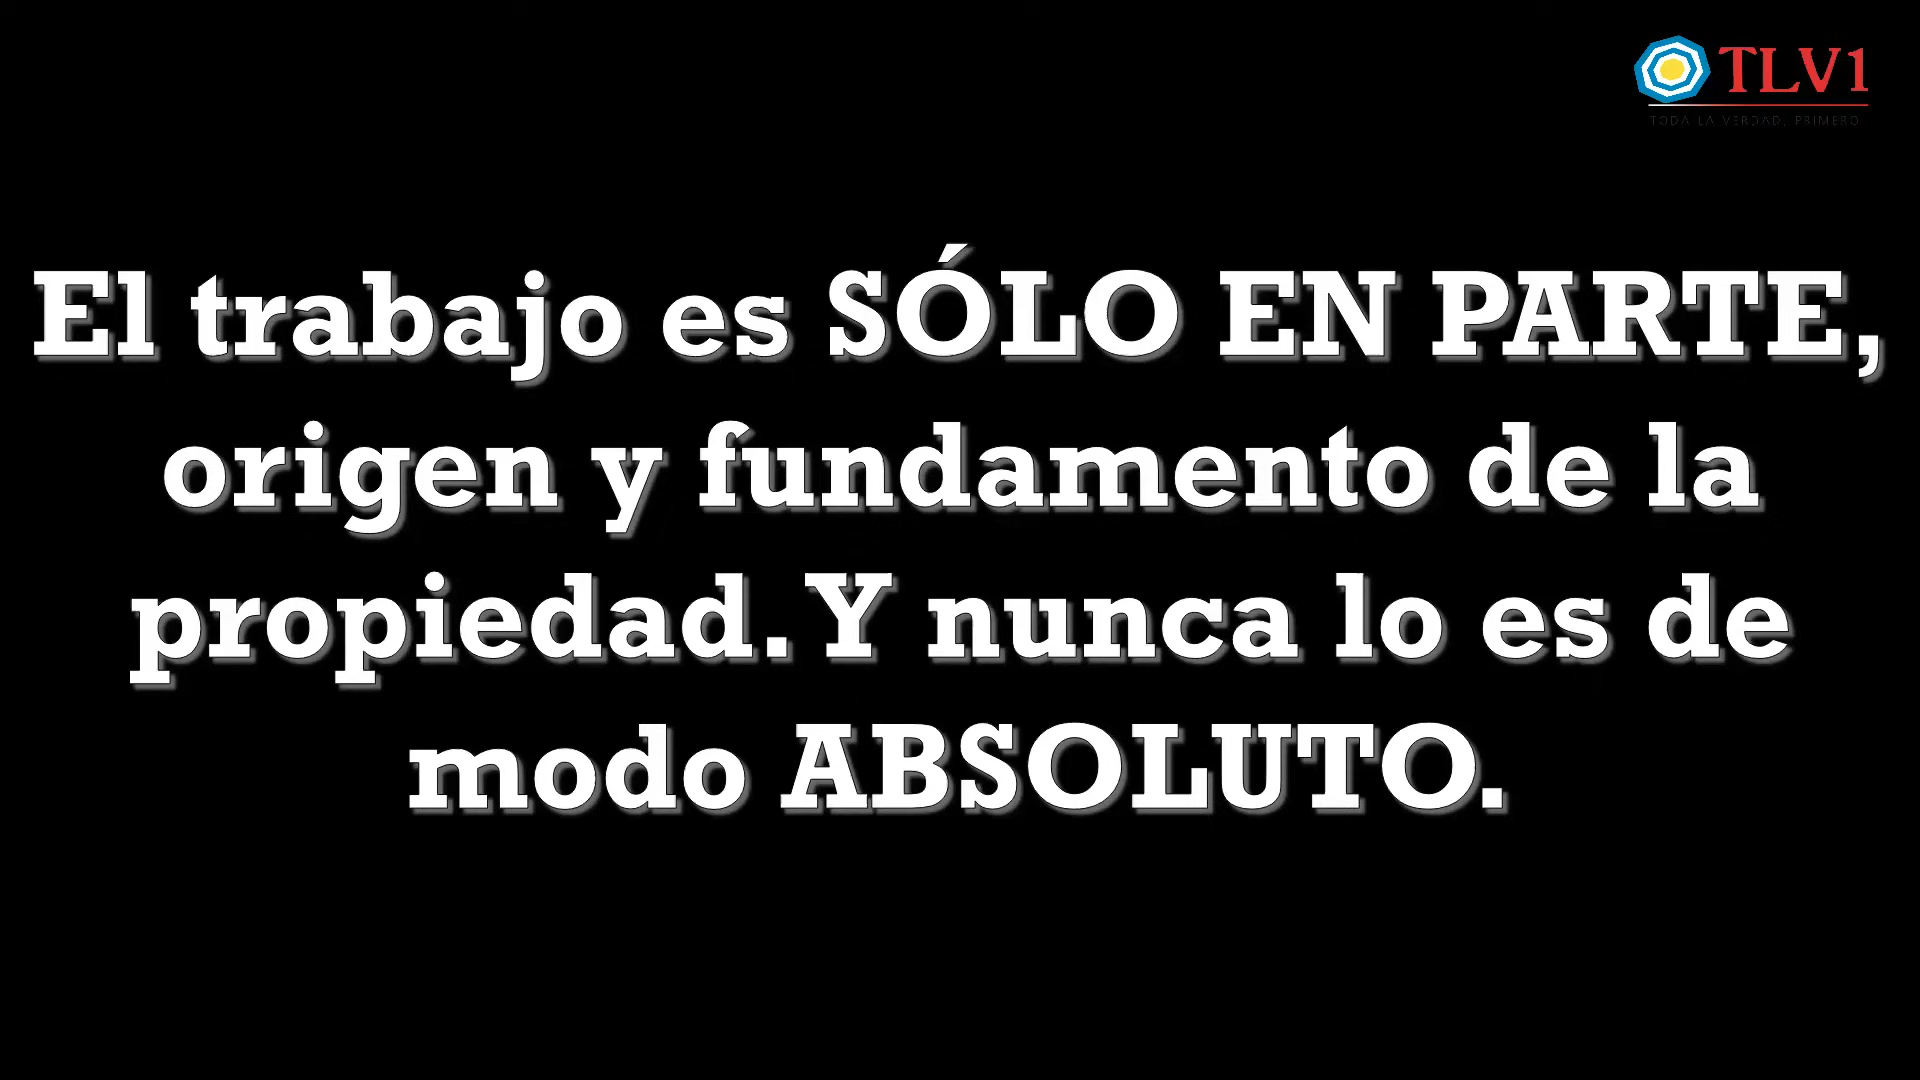 TLV1
TODA LA VERDAD, PRIMERO
El trabajo es SÓLO EN PARTE,
origen y fundamento de la
propiedad. Y nunca lo es de
modo ABSOLUTO.